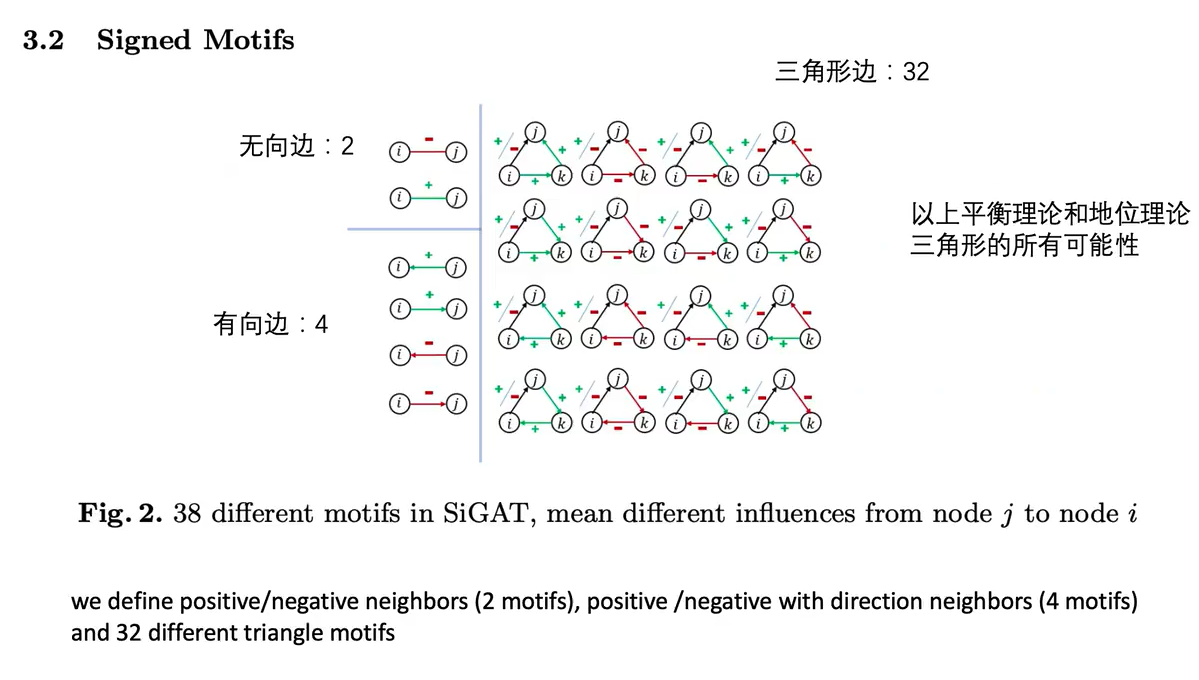 3.2 Signed Motifs
三角形边：32
无向边：2
有向边：4
i - j
i + j
i + j
i + j
i - j
i - j
+/- j + i + k +/- j - i - k +/- j + i - k +/- j - i + k
+/- j + i + k +/- j - i - k +/- j + i - k +/- j - i + k
+/- j + i + k +/- j - i - k +/- j + i - k +/- j - i + k
+/- j + i + k +/- j - i - k +/- j + i - k +/- j - i + k
以上平衡理论和地位理论
三角形的所有可能性
Fig. 2. 38 different motifs in SiGAT, mean different influences from node j to node i
we define positive/negative neighbors (2 motifs), positive /negative with direction neighbors (4 motifs)
and 32 different triangle motifs